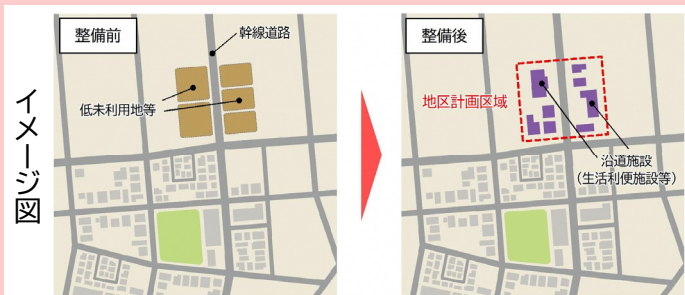 イメージ図
整備前
幹線道路
低未利用地等
整備後
地区計画区域
沿道施設
（生活利便施設等）